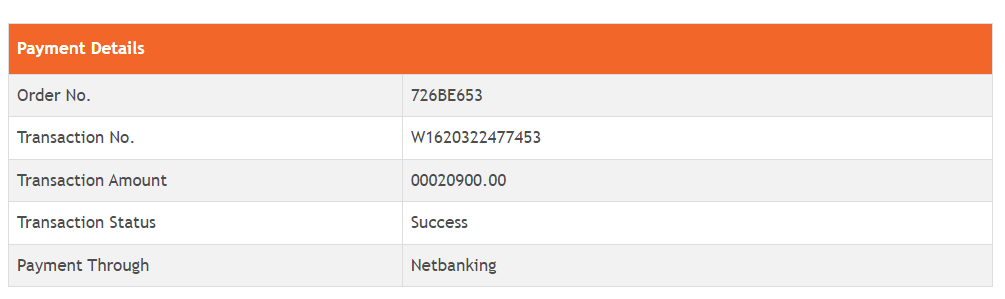 Payment Details
Order No. 726BE653
Transaction No. W1620322477453
Transaction Amount 00020900.00
Transaction Status Success
Payment Through Netbanking